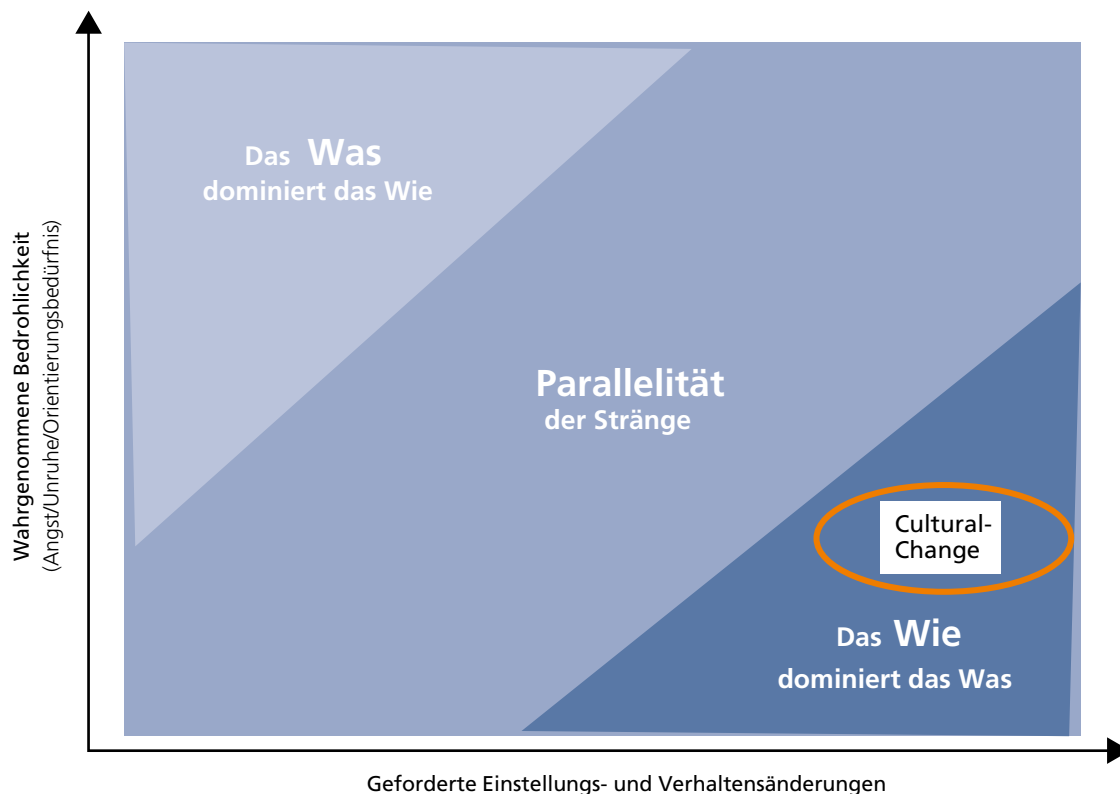 Wahrgenommene Bedrohlichkeit
(Angst/Unruhe/Orientierungsbedürfnis)
Das Was
dominiert das Wie
Parallelität
der Stränge
Cultural-
Change
Das Wie
dominiert das Was
Geforderte Einstellungs- und Verhaltensänderungen